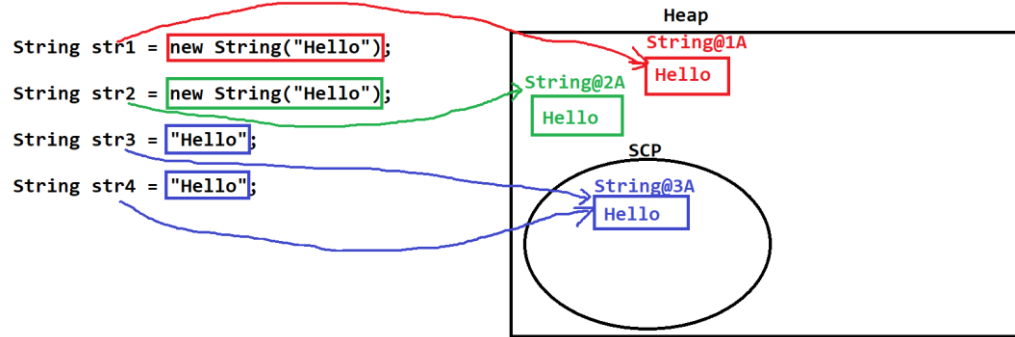 Heap
String str1 = new String("Hello");
String@1A
Hello
String str2 = new String("Hello");
String@2A
Hello
String str3 = "Hello";
SCP
String str4 = "Hello";
String@3A
Hello